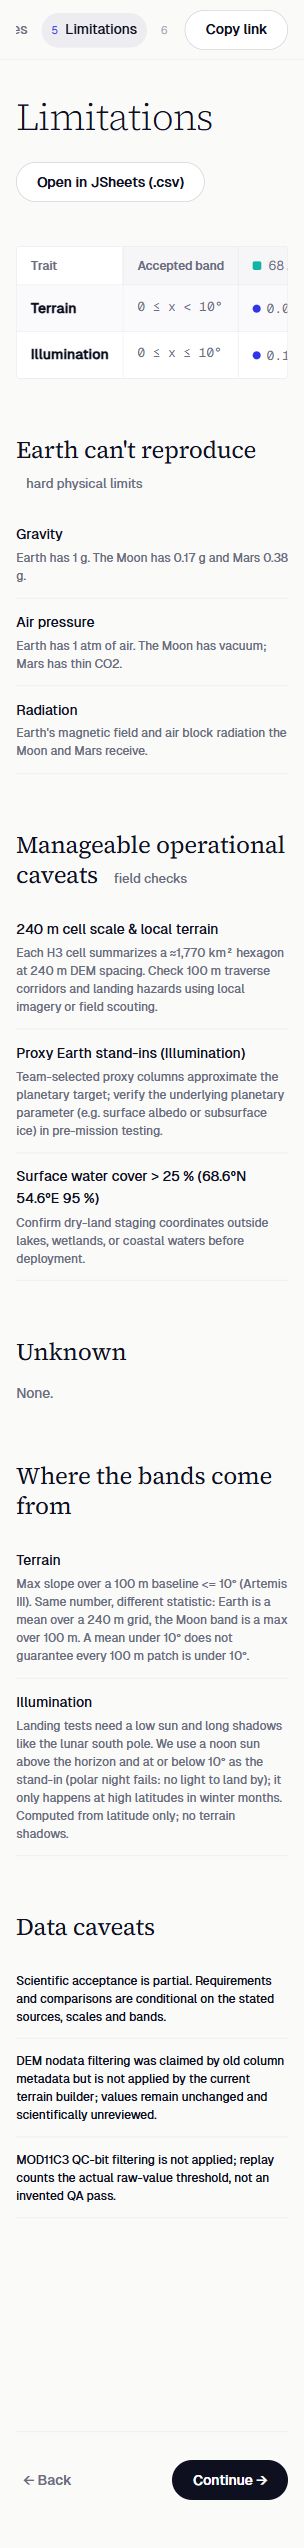 es 5 Limitations 6 Copy link
Limitations
Open in JSheets (.csv)
Trait Accepted band 68.
Terrain 0 ≤ x < 10° 0.0
Illumination 0 ≤ x ≤ 10° 0.1
Earth can't reproduce
hard physical limits
Gravity
Earth has 1 g. The Moon has 0.17 g and Mars 0.38
g.
Air pressure
Earth has 1 atm of air. The Moon has vacuum;
Mars has thin CO2.
Radiation
Earth's magnetic field and air block radiation the
Moon and Mars receive.
Manageable operational
caveats field checks
240 m cell scale & local terrain
Each H3 cell summarizes a ≈1,770 km² hexagon
at 240 m DEM spacing. Check 100 m traverse
corridors and landing hazards using local
imagery or field scouting.
Proxy Earth stand-ins (Illumination)
Team-selected proxy columns approximate the
planetary target; verify the underlying planetary
parameter (e.g. surface albedo or subsurface
ice) in pre-mission testing.
Surface water cover > 25 % (68.6°N
54.6°E 95 %)
Confirm dry-land staging coordinates outside
lakes, wetlands, or coastal waters before
deployment.
Unknown
None.
Where the bands come
from
Terrain
Max slope over a 100 m baseline <= 10° (Artemis
III). Same number, different statistic: Earth is a
mean over a 240 m grid, the Moon band is a max
over 100 m. A mean under 10° does not
guarantee every 100 m patch is under 10°.
Illumination
Landing tests need a low sun and long shadows
like the lunar south pole. We use a noon sun
above the horizon and at or below 10° as the
stand-in (polar night fails: no light to land by); it
only happens at high latitudes in winter months.
Computed from latitude only; no terrain
shadows.
Data caveats
Scientific acceptance is partial. Requirements
and comparisons are conditional on the stated
sources, scales and bands.
DEM nodata filtering was claimed by old column
metadata but is not applied by the current
terrain builder; values remain unchanged and
scientifically unreviewed.
MOD11C3 QC-bit filtering is not applied; replay
counts the actual raw-value threshold, not an
invented QA pass.
← Back Continue →